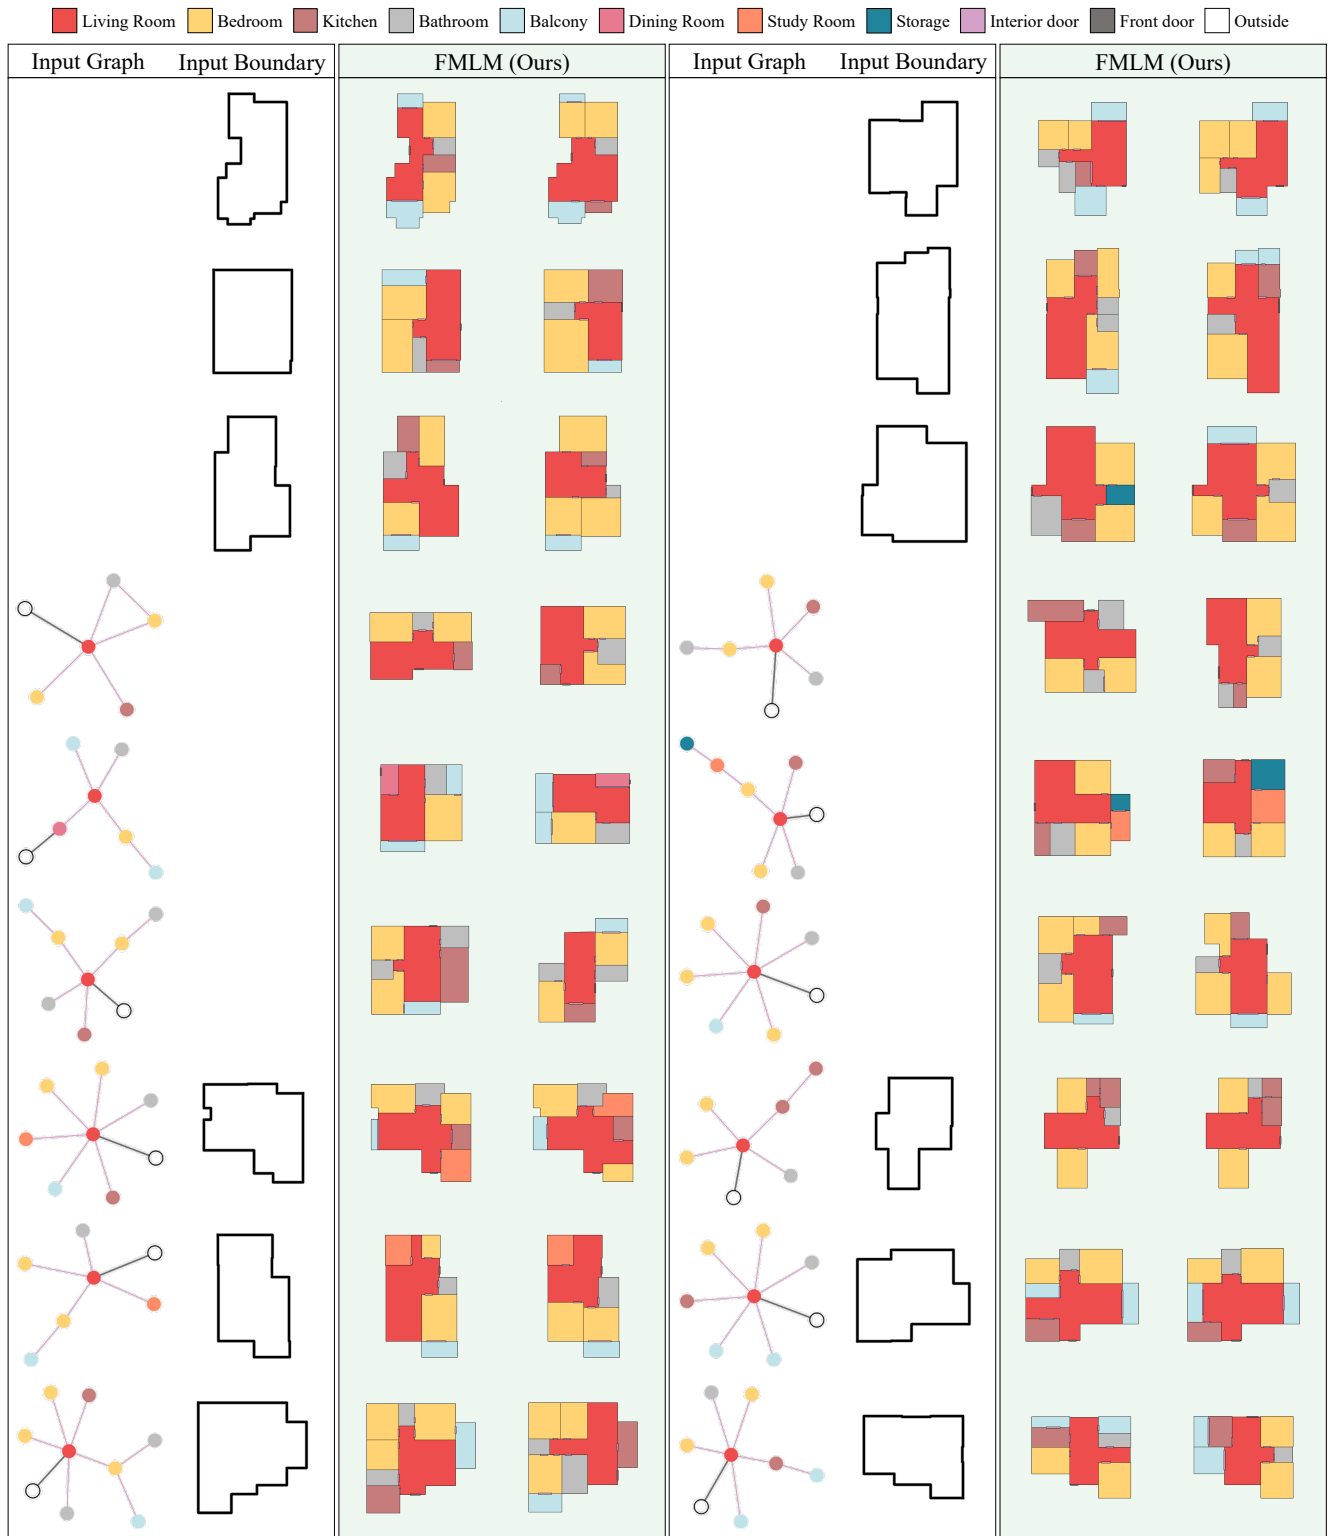 Living Room Bedroom Kitchen Bathroom Balcony Dining Room Study Room Storage Interior door Front door Outside
Input Graph Input Boundary FMLM (Ours) Input Graph Input Boundary FMLM (Ours)